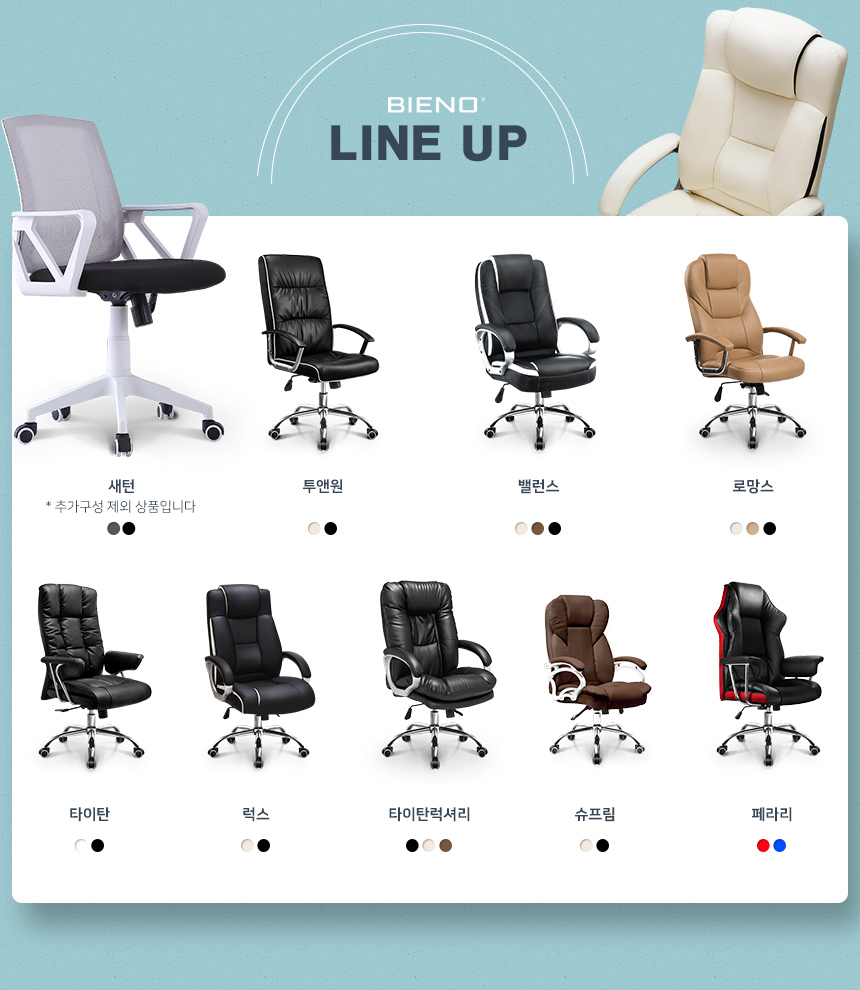 BIENO®
LINE UP
새턴
* 추가구성 제외 상품입니다
투앤원
밸런스
로망스
타이탄
럭스
타이탄럭셔리
슈프림
페라리